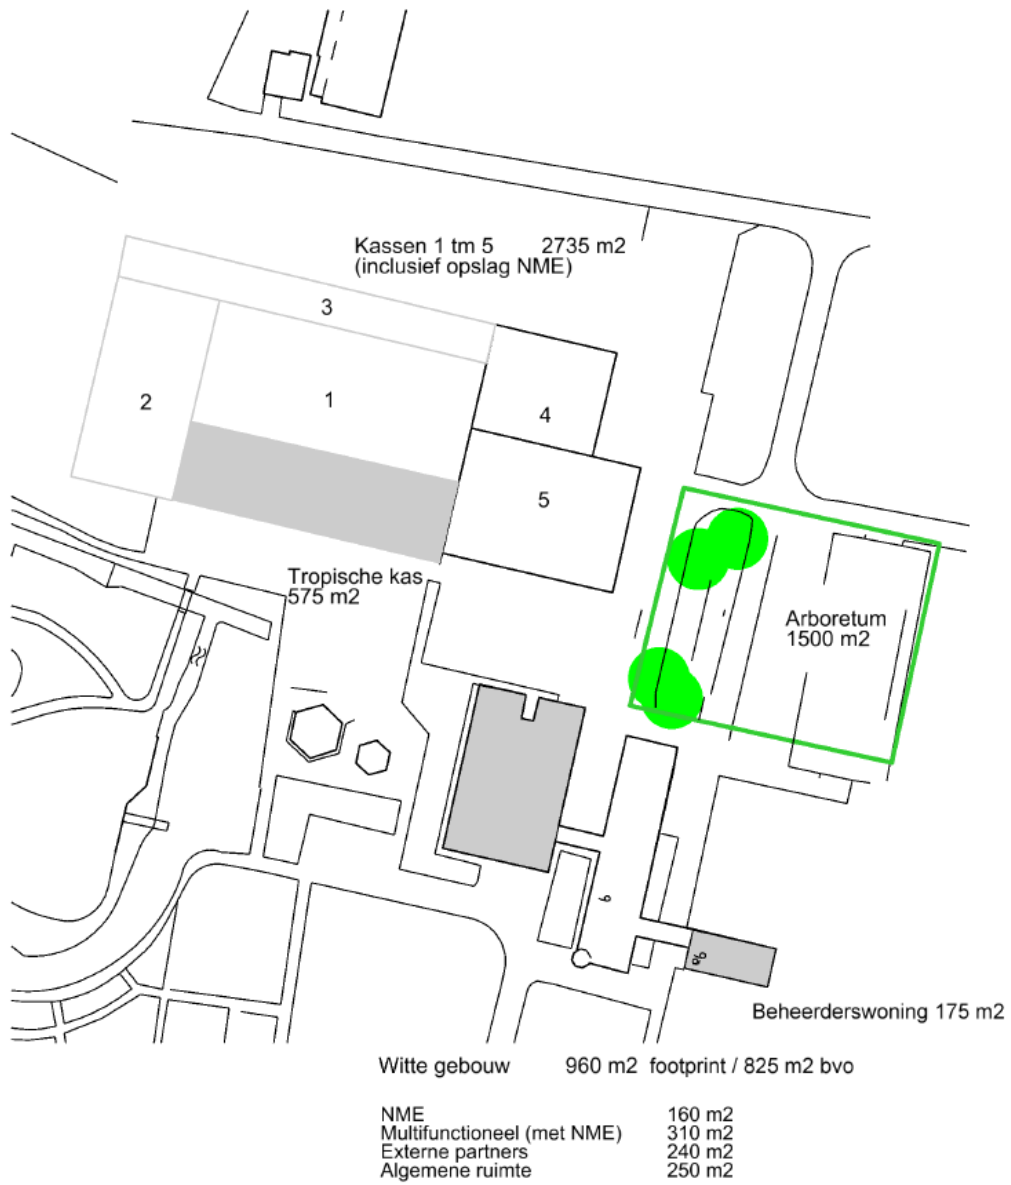 Kassen 1 tm 5 2735 m2
(inclusief opslag NME)
3
2
1
4
5
Tropische kas
575 m2
Arboretum
1500 m2
9
9a
Beheerderswoning 175 m2
Witte gebouw 960 m2 footprint / 825 m2 bvo
NME 160 m2
Multifunctioneel (met NME) 310 m2
Externe partners 240 m2
Algemene ruimte 250 m2